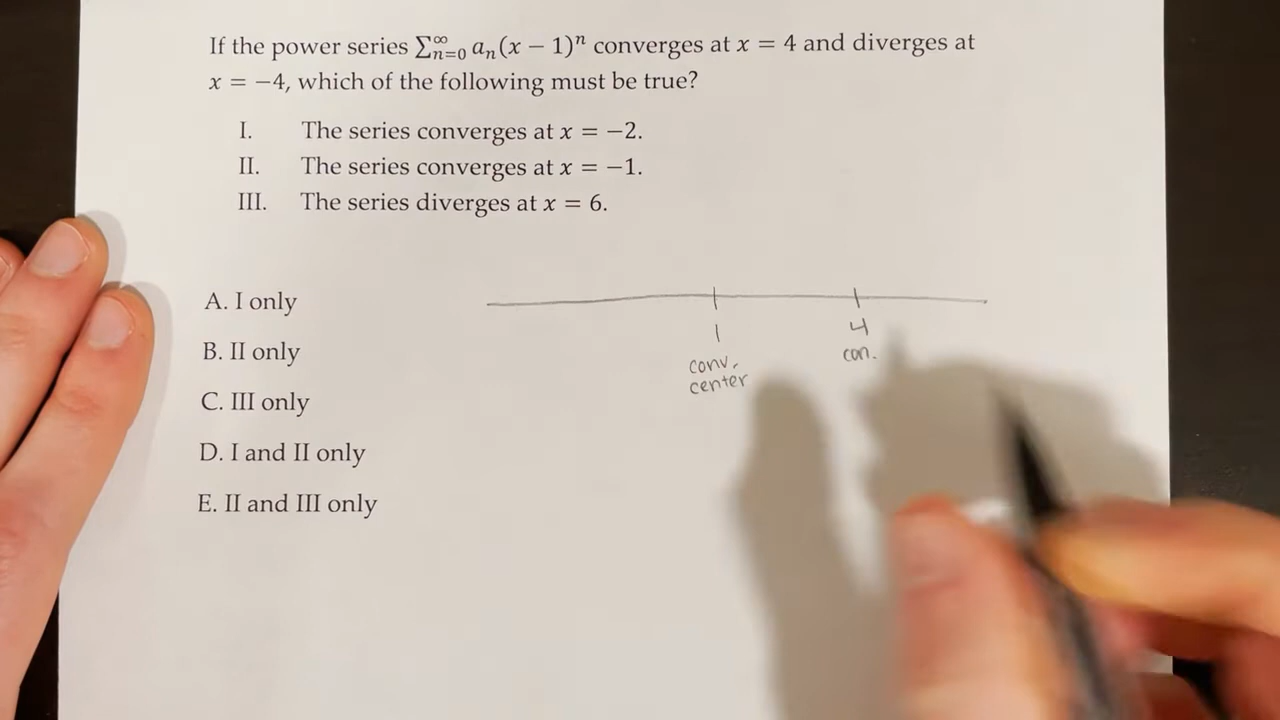 If the power series ∑_{n=0}^{∞} aₙ(x − 1)ⁿ converges at x = 4 and diverges at
x = −4, which of the following must be true?
I. The series converges at x = −2.
II. The series converges at x = −1.
III. The series diverges at x = 6.
A. I only
B. II only
C. III only
D. I and II only
E. II and III only
1 4
conv. con.
center